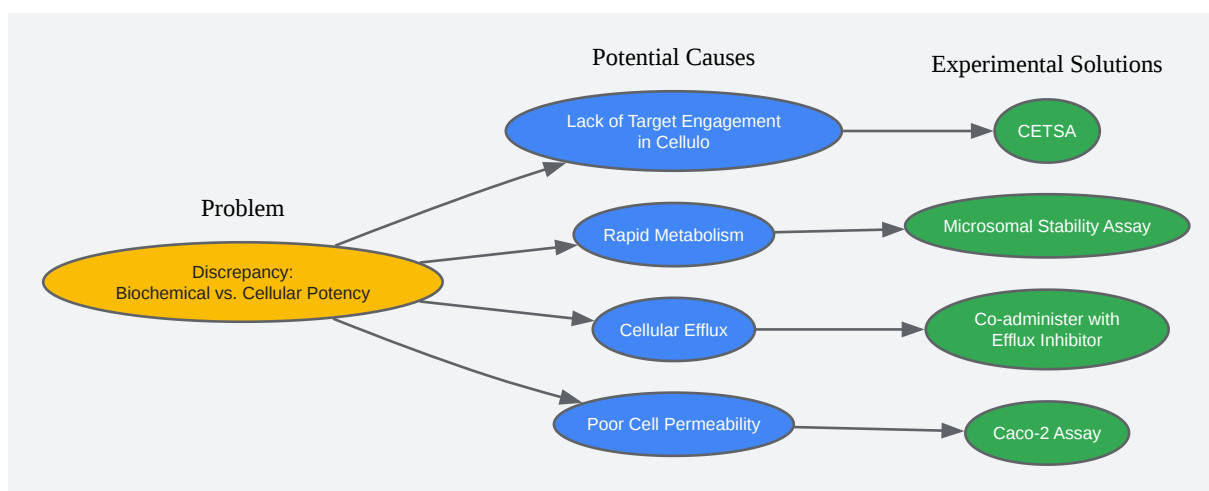 Potential Causes
Experimental Solutions
Lack of Target Engagement
in Cellulo
CETSA
Problem
Rapid Metabolism
Microsomal Stability Assay
Discrepancy:
Biochemical vs. Cellular Potency
Cellular Efflux
Co-administer with
Efflux Inhibitor
Poor Cell Permeability
Caco-2 Assay